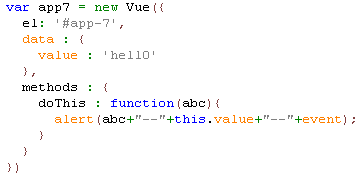 var app7 = new Vue({
  el: '#app-7',
  data : {
    value : 'hell0'
  },
  methods : {
    doThis : function(abc){
      alert(abc+"--"+this.value+"--"+event);
    }
  }
})